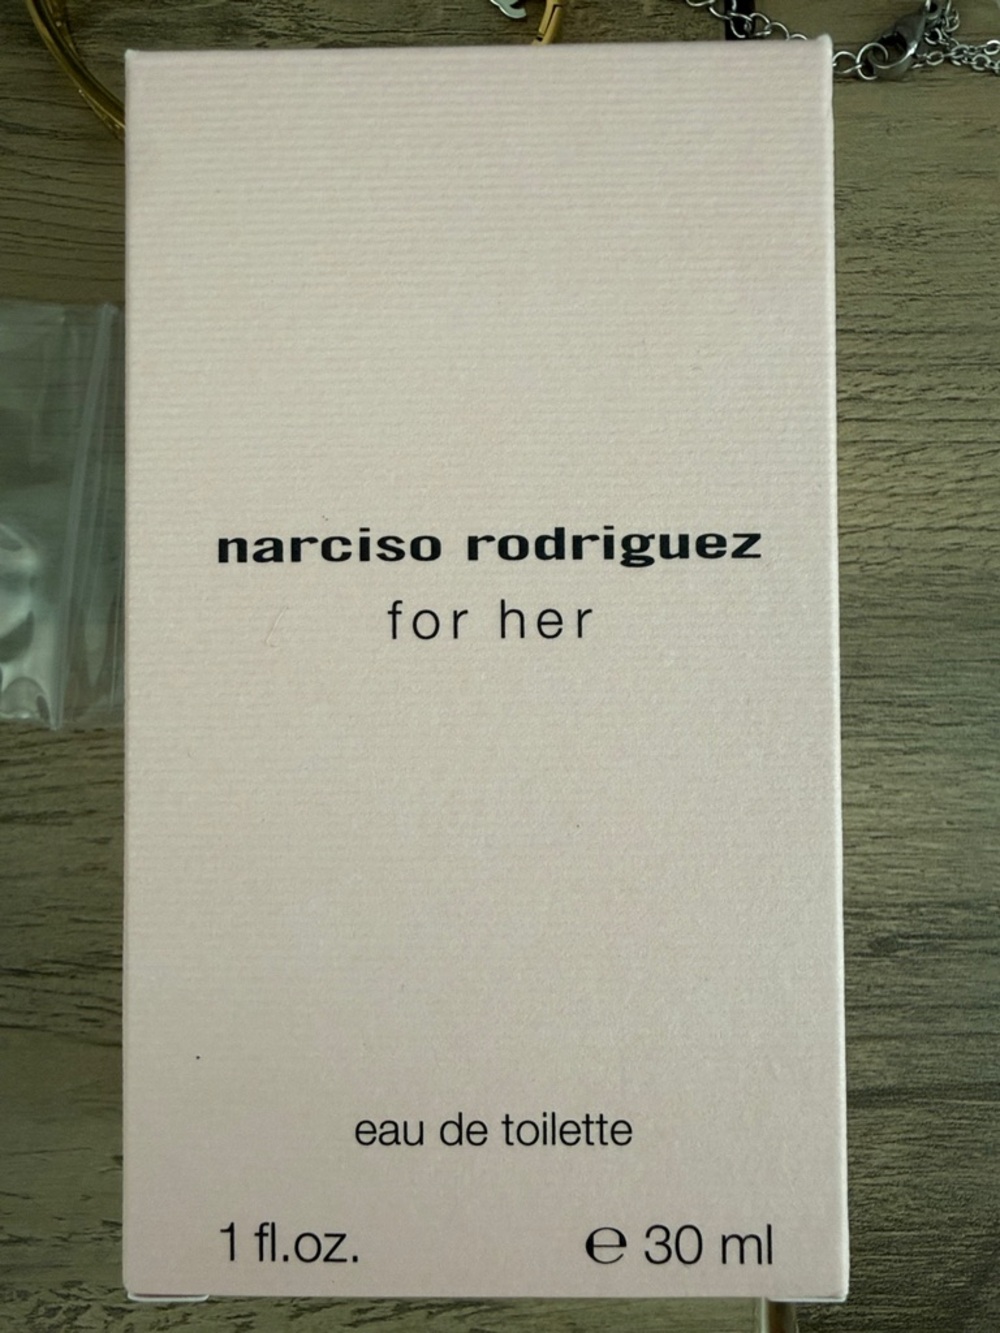 narciso rodriguez
for her
eau de toilette
1 fl.oz. ℮ 30 ml